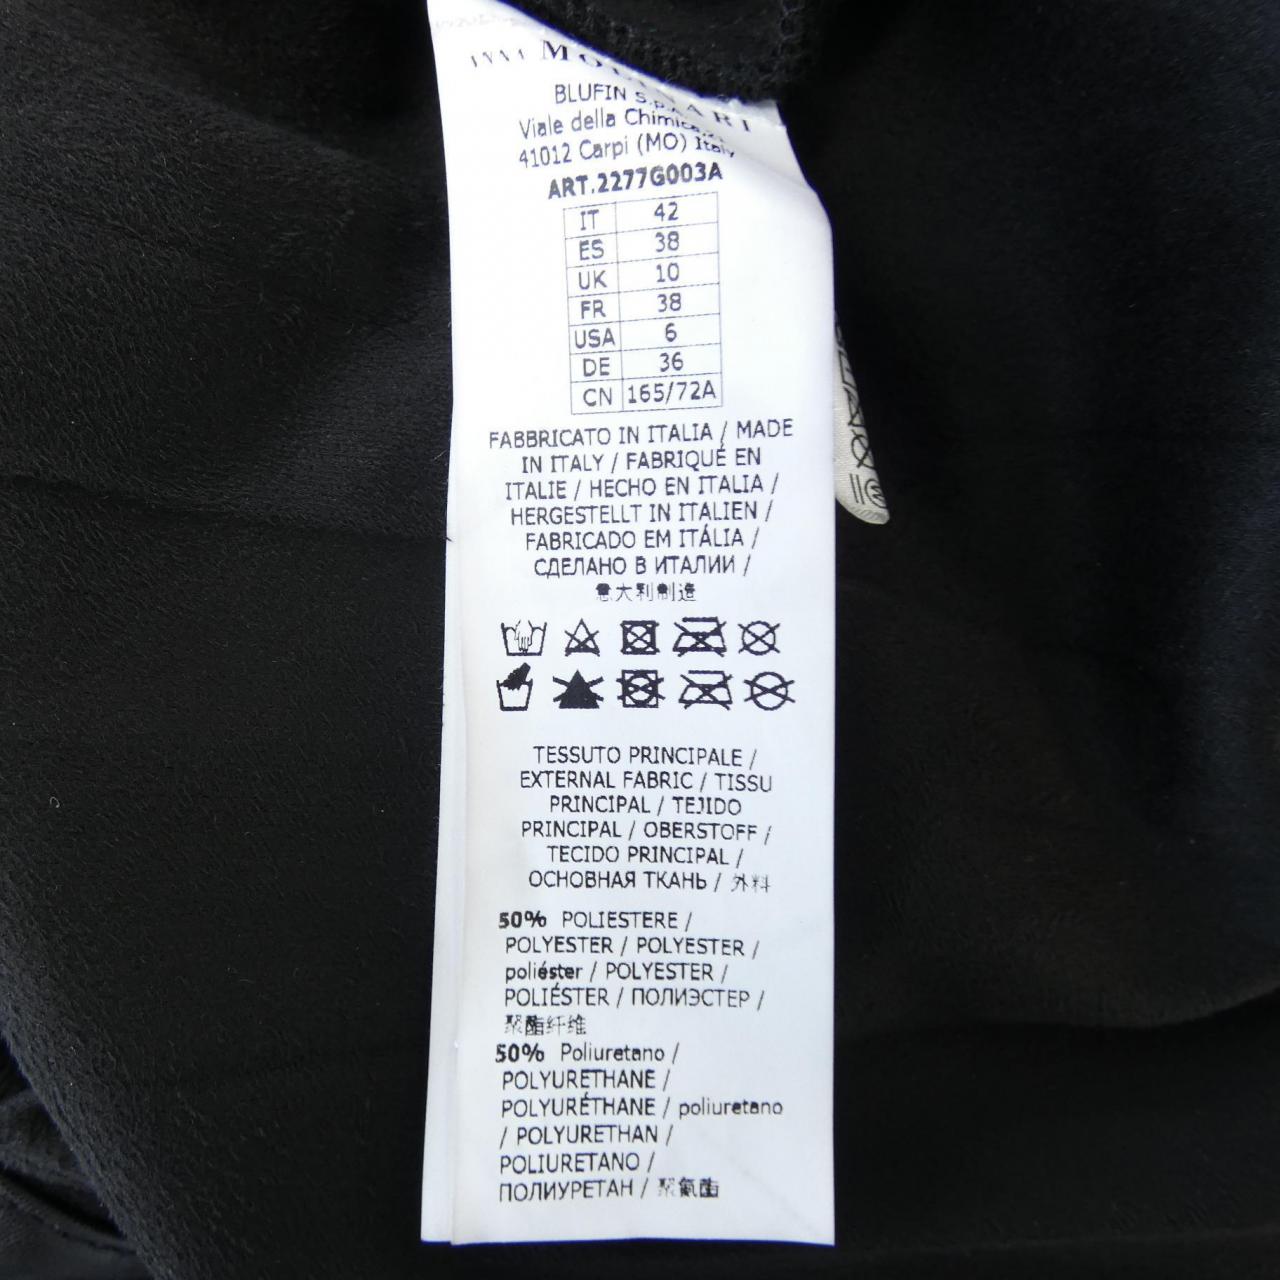 ANNA MOLINARI
BLUFIN S.P.A.
Viale della Chimica
41012 Carpi (MO) Italy
ART.2277G003A
IT 42
ES 38
UK 10
FR 38
USA 6
DE 36
CN 165/72A
FABBRICATO IN ITALIA / MADE
IN ITALY / FABRIQUÉ EN
ITALIE / HECHO EN ITALIA /
HERGESTELLT IN ITALIEN /
FABRICADO EM ITÁLIA /
СДЕЛАНО В ИТАЛИИ /
意大利制造
TESSUTO PRINCIPALE /
EXTERNAL FABRIC / TISSU
PRINCIPAL / TEJIDO
PRINCIPAL / OBERSTOFF /
TECIDO PRINCIPAL /
ОСНОВНАЯ ТКАНЬ / 外料
50% POLIESTERE /
POLYESTER / POLYESTER /
poliéster / POLYESTER /
POLIÉSTER / ПОЛИЭСТЕР /
聚酯纤维
50% Poliuretano /
POLYURETHANE /
POLYURÉTHANE / poliuretano
/ POLYURETHAN /
POLIURETANO /
ПОЛИУРЕТАН / 聚氨酯